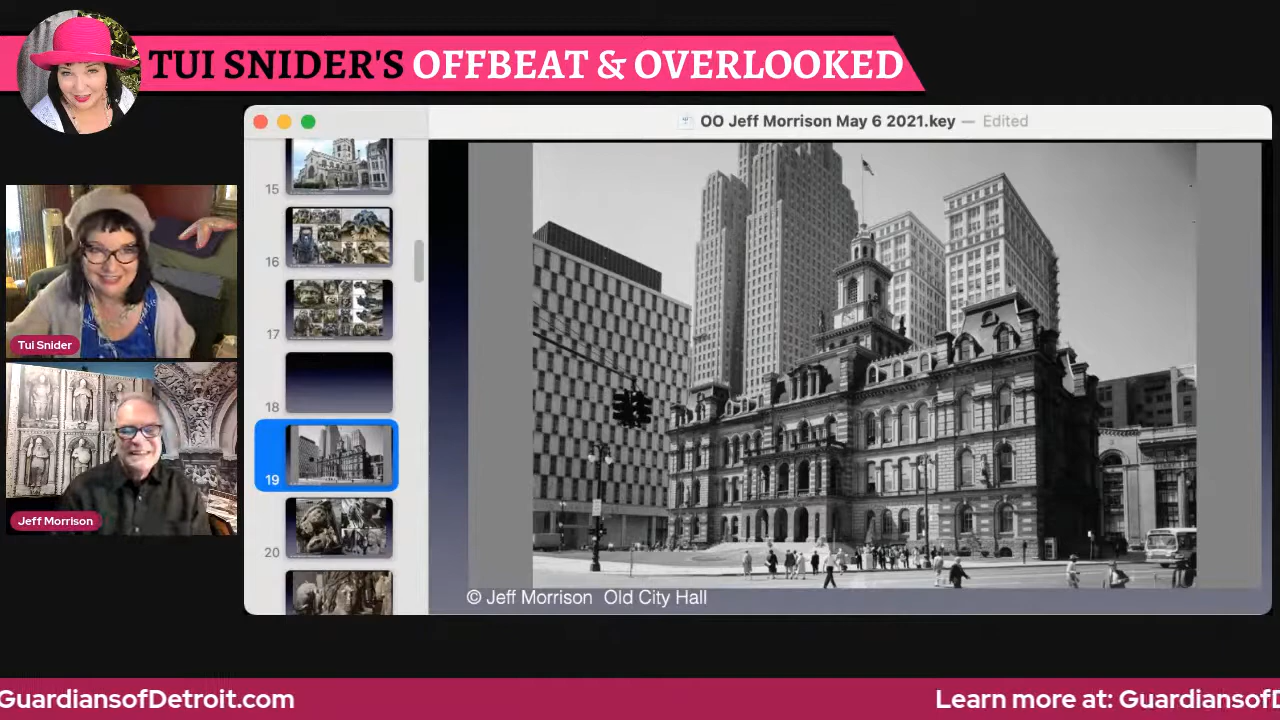 TUI SNIDER'S OFFBEAT & OVERLOOKED
OO Jeff Morrison May 6 2021.key — Edited
15
16
17
18
19
20
Tui Snider
Jeff Morrison
© Jeff Morrison Old City Hall
GuardiansofDetroit.com
Learn more at: GuardiansofD